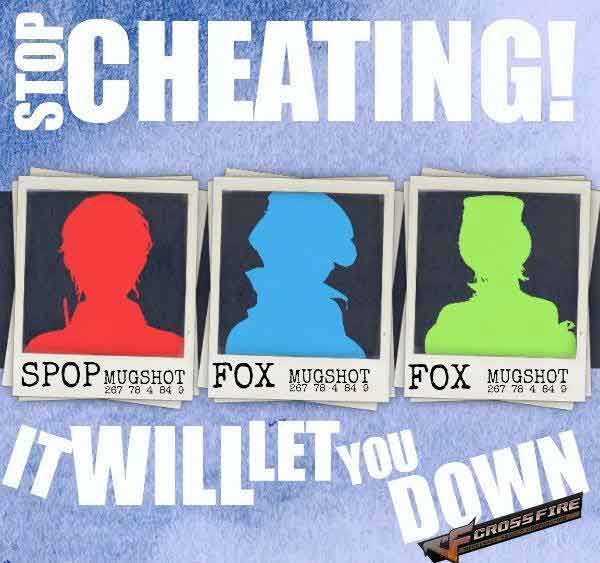 STOP CHEATING!
SPOP MUGSHOT
267 78 4 84 9
FOX MUGSHOT
267 78 4 84 9
FOX MUGSHOT
267 78 4 84 9
IT WILL LET YOU DOWN
CF CROSSFIRE